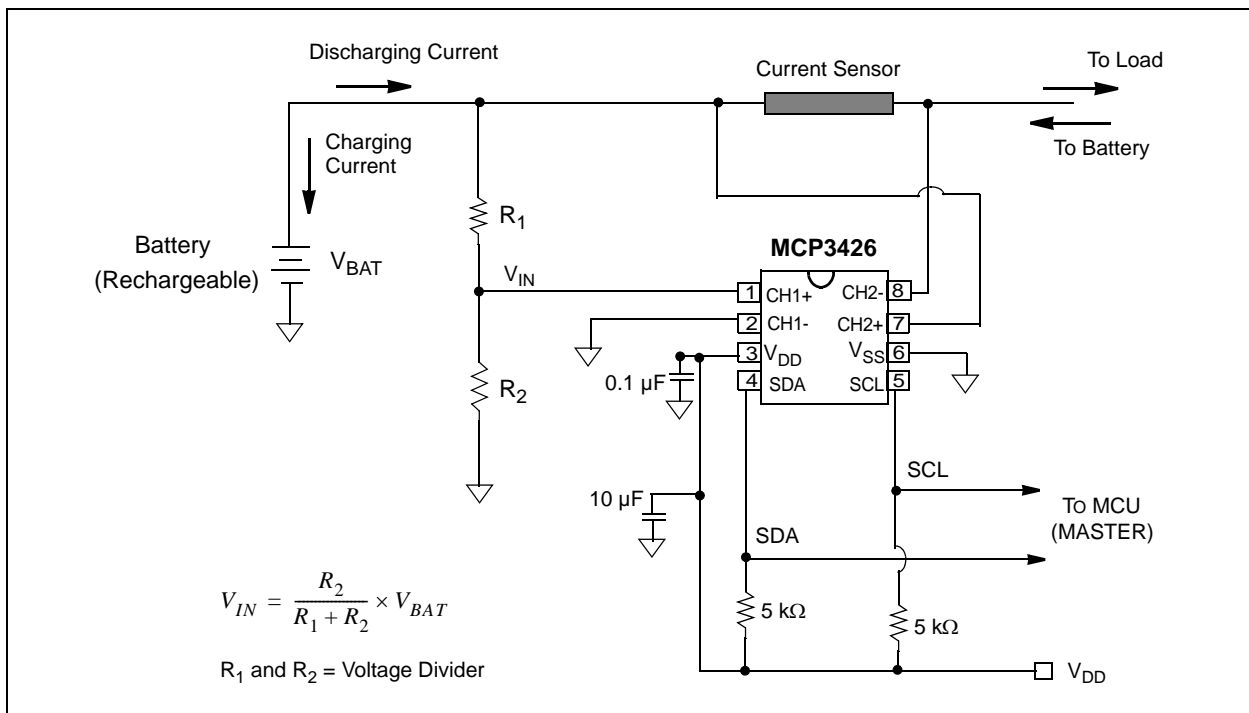 Discharging Current
Current Sensor
To Load
Charging
Current
To Battery
R1
Battery
(Rechargeable)
VBAT
VIN
MCP3426
1 CH1+ CH2- 8
2 CH1- CH2+ 7
3 VDD VSS 6
4 SDA SCL 5
0.1 µF
R2
SCL
10 µF
To MCU
(MASTER)
SDA
VIN = R2 / (R1 + R2) × VBAT
5 kΩ
5 kΩ
R1 and R2 = Voltage Divider
VDD